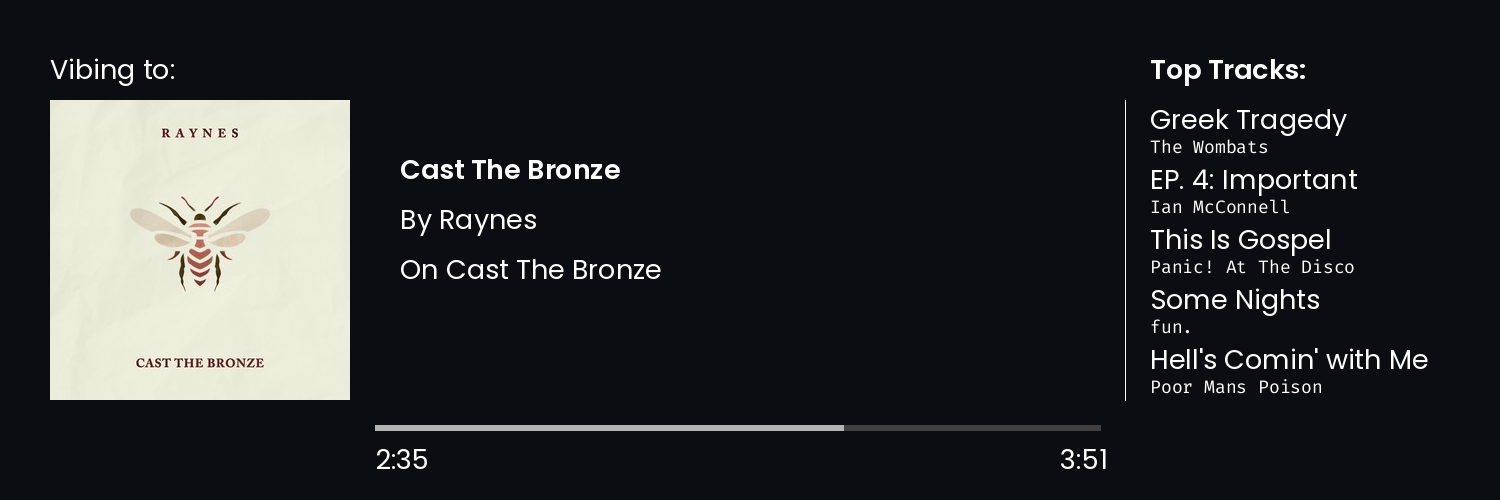 Vibing to:
RAYNES
CAST THE BRONZE
Cast The Bronze
By Raynes
On Cast The Bronze
2:35
3:51
Top Tracks:
Greek Tragedy
The Wombats
EP. 4: Important
Ian McConnell
This Is Gospel
Panic! At The Disco
Some Nights
fun.
Hell's Comin' with Me
Poor Mans Poison